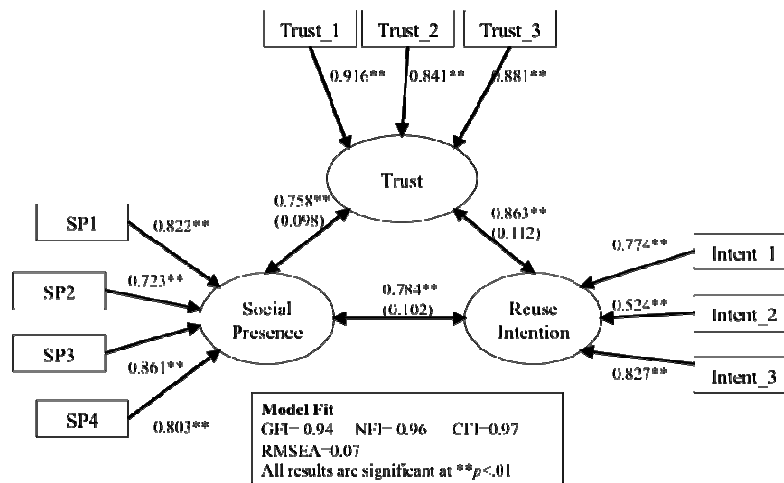 Trust_1
Trust_2
Trust_3
0.916**
0.841**
0.881**
Trust
0.758**
(0.098)
0.863**
(0.112)
SP1
0.822**
SP2
0.723**
SP3
0.861**
SP4
0.803**
Social
Presence
0.784**
(0.102)
Reuse
Intention
0.774**
Intent_1
0.524**
Intent_2
0.827**
Intent_3
Model Fit
GFI= 0.94 NFI= 0.96 CFI=0.97
RMSEA=0.07
All results are significant at **p<.01